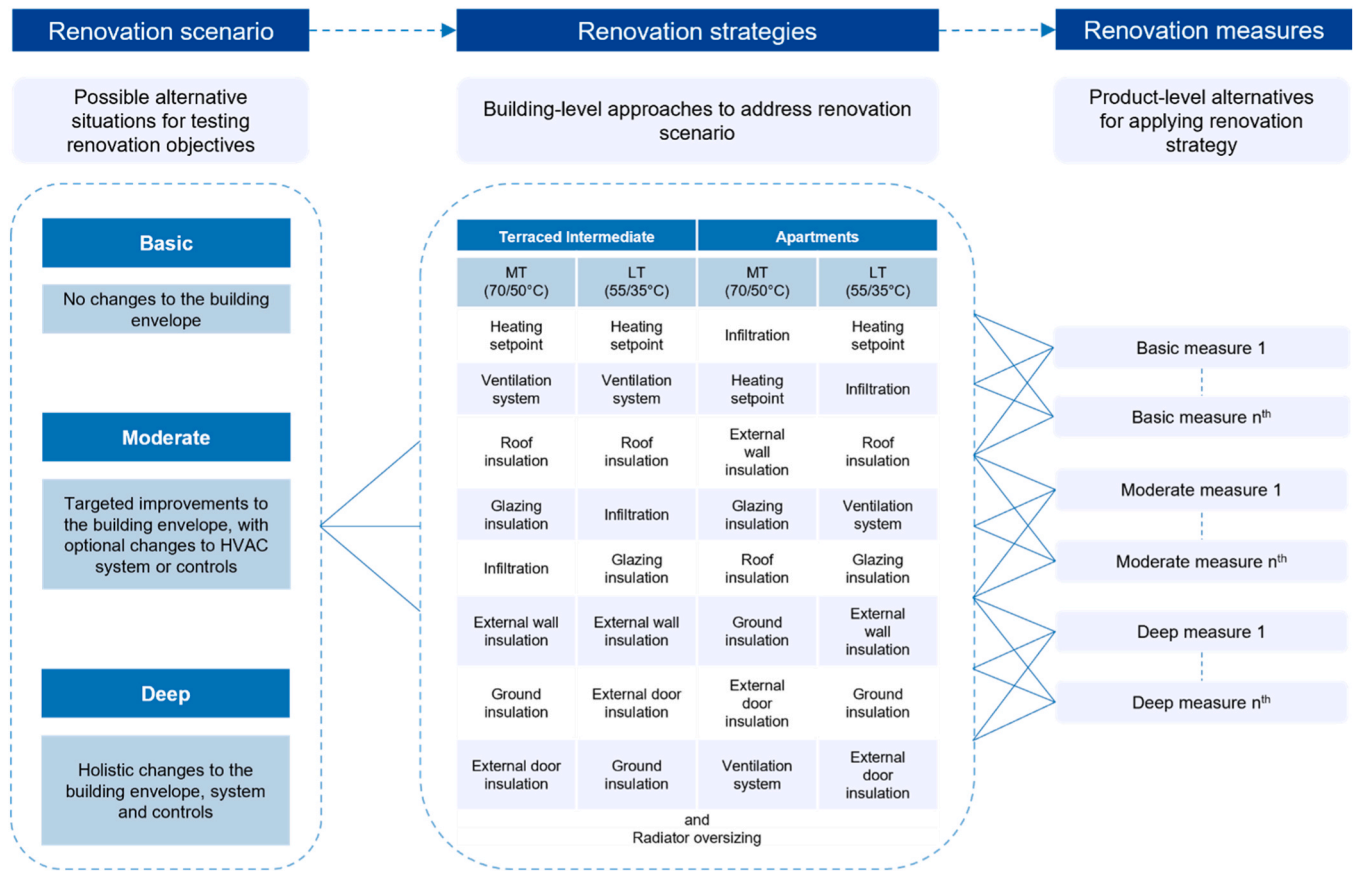 Renovation scenario
Renovation strategies
Renovation measures
Possible alternative
situations for testing
renovation objectives
Building-level approaches to address renovation
scenario
Product-level alternatives
for applying renovation
strategy
Basic
No changes to the building
envelope
Moderate
Targeted improvements to
the building envelope, with
optional changes to HVAC
system or controls
Deep
Holistic changes to the
building envelope, system
and controls
Terraced Intermediate
Apartments
MT
(70/50°C)
LT
(55/35°C)
MT
(70/50°C)
LT
(55/35°C)
Heating
setpoint
Heating
setpoint
Infiltration
Heating
setpoint
Ventilation
system
Ventilation
system
Heating
setpoint
Infiltration
Roof
insulation
Roof
insulation
External
wall
insulation
Roof
insulation
Glazing
insulation
Infiltration
Glazing
insulation
Ventilation
system
Infiltration
Glazing
insulation
Roof
insulation
Glazing
insulation
External wall
insulation
External wall
insulation
Ground
insulation
External
wall
insulation
Ground
insulation
External door
insulation
External
door
insulation
Ground
insulation
External door
insulation
Ground
insulation
Ventilation
system
External
door
insulation
and
Radiator oversizing
Basic measure 1
Basic measure nth
Moderate measure 1
Moderate measure nth
Deep measure 1
Deep measure nth